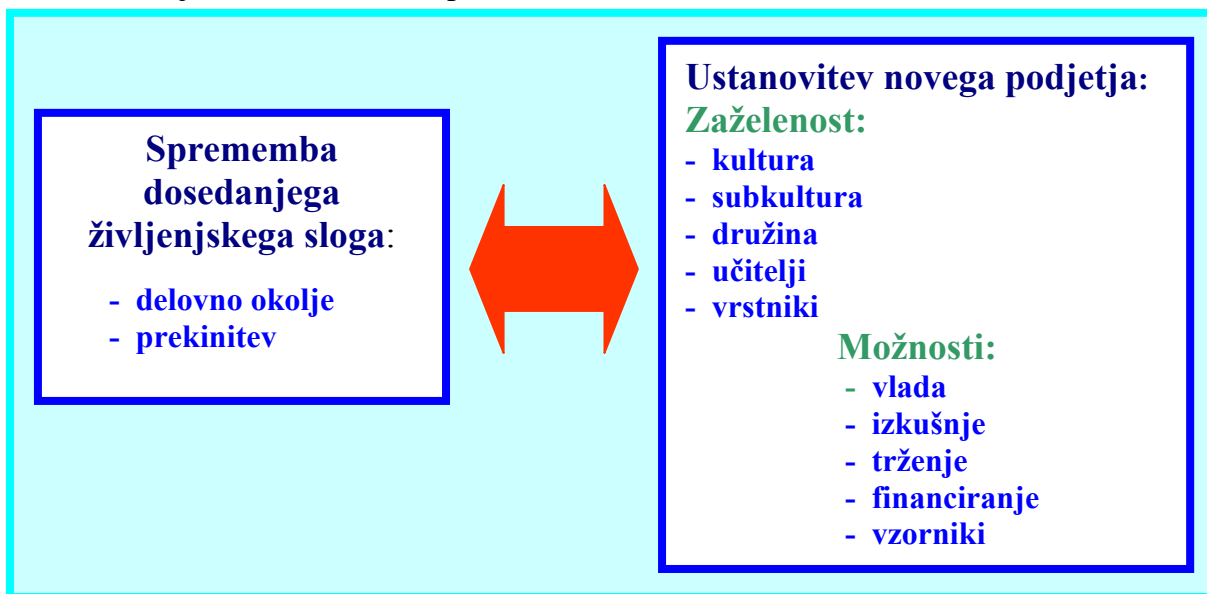 Sprememba
dosedanjega
življenjskega sloga:
- delovno okolje
- prekinitev
Ustanovitev novega podjetja:
Zaželenost:
- kultura
- subkultura
- družina
- učitelji
- vrstniki
Možnosti:
- vlada
- izkušnje
- trženje
- financiranje
- vzorniki